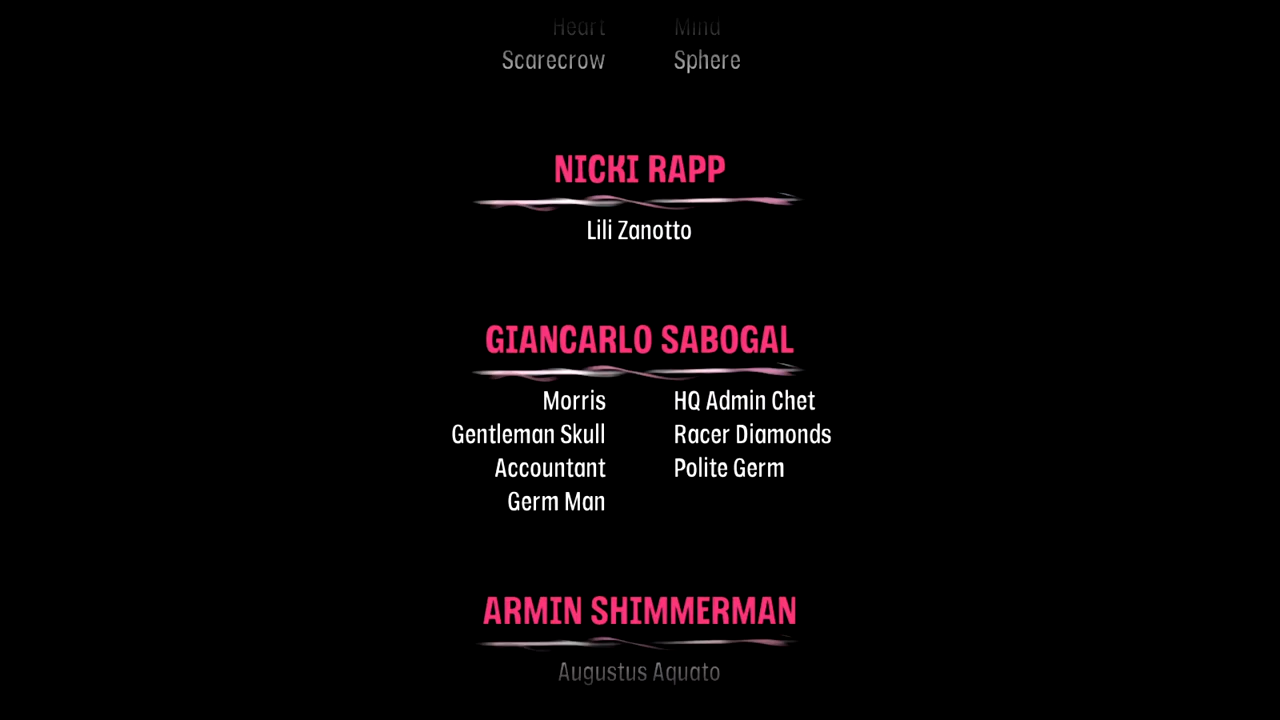 Heart Mind
Scarecrow Sphere
NICKI RAPP
Lili Zanotto
GIANCARLO SABOGAL
Morris HQ Admin Chet
Gentleman Skull Racer Diamonds
Accountant Polite Germ
Germ Man
ARMIN SHIMMERMAN
Augustus Aquato